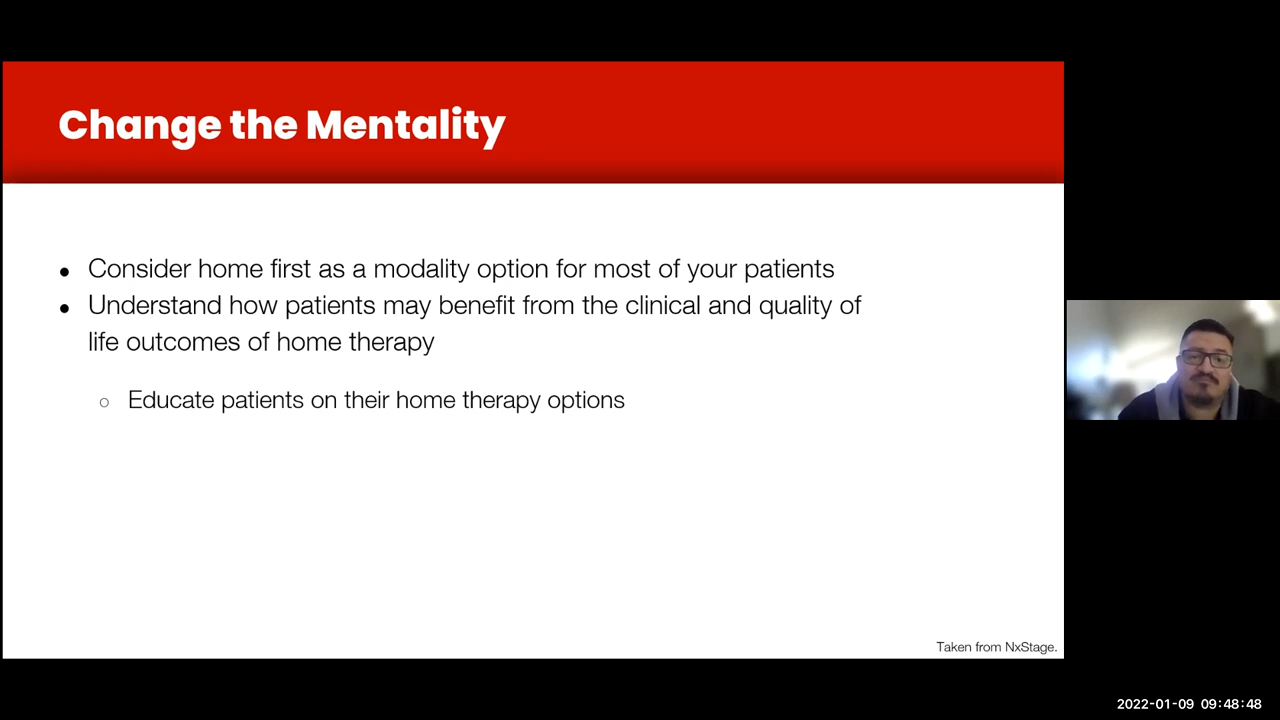 Change the Mentality
● Consider home first as a modality option for most of your patients
● Understand how patients may benefit from the clinical and quality of
life outcomes of home therapy
○ Educate patients on their home therapy options
Taken from NxStage.
2022-01-09 09:48:48